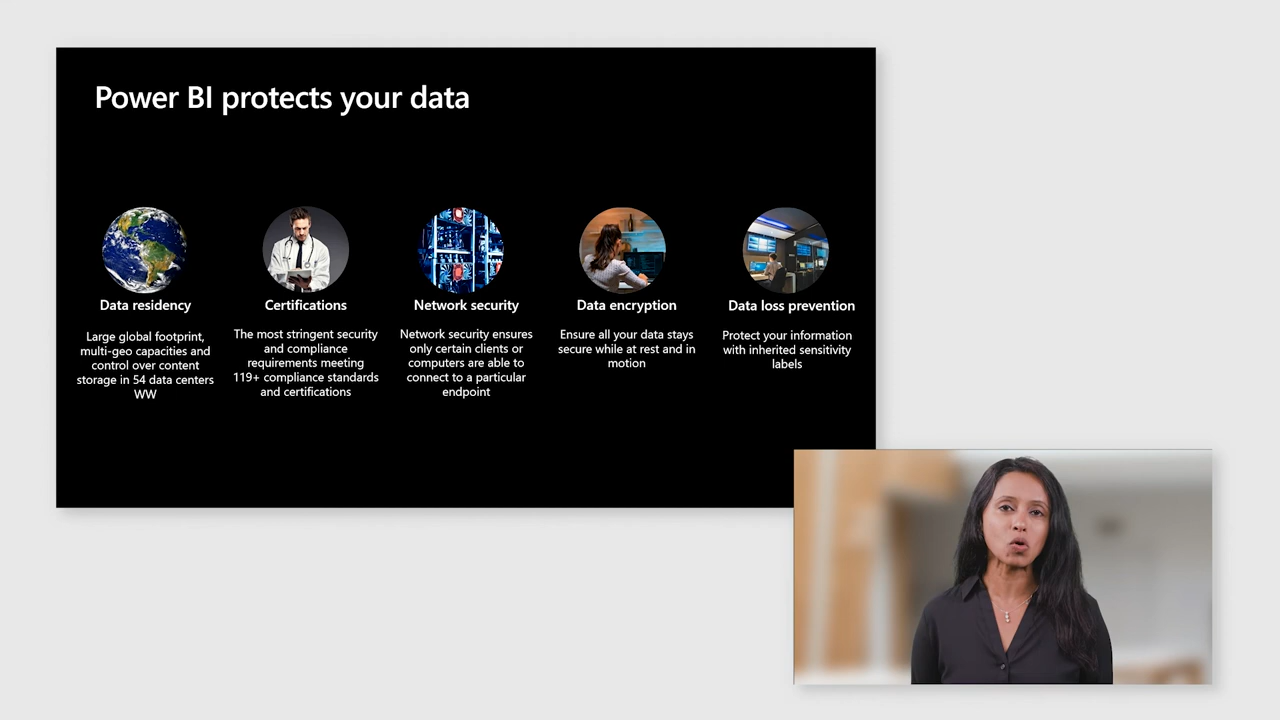 Power BI protects your data
Data residency
Large global footprint,
multi-geo capacities and
control over content
storage in 54 data centers
WW
Certifications
The most stringent security
and compliance
requirements meeting
119+ compliance standards
and certifications
Network security
Network security ensures
only certain clients or
computers are able to
connect to a particular
endpoint
Data encryption
Ensure all your data stays
secure while at rest and in
motion
Data loss prevention
Protect your information
with inherited sensitivity
labels